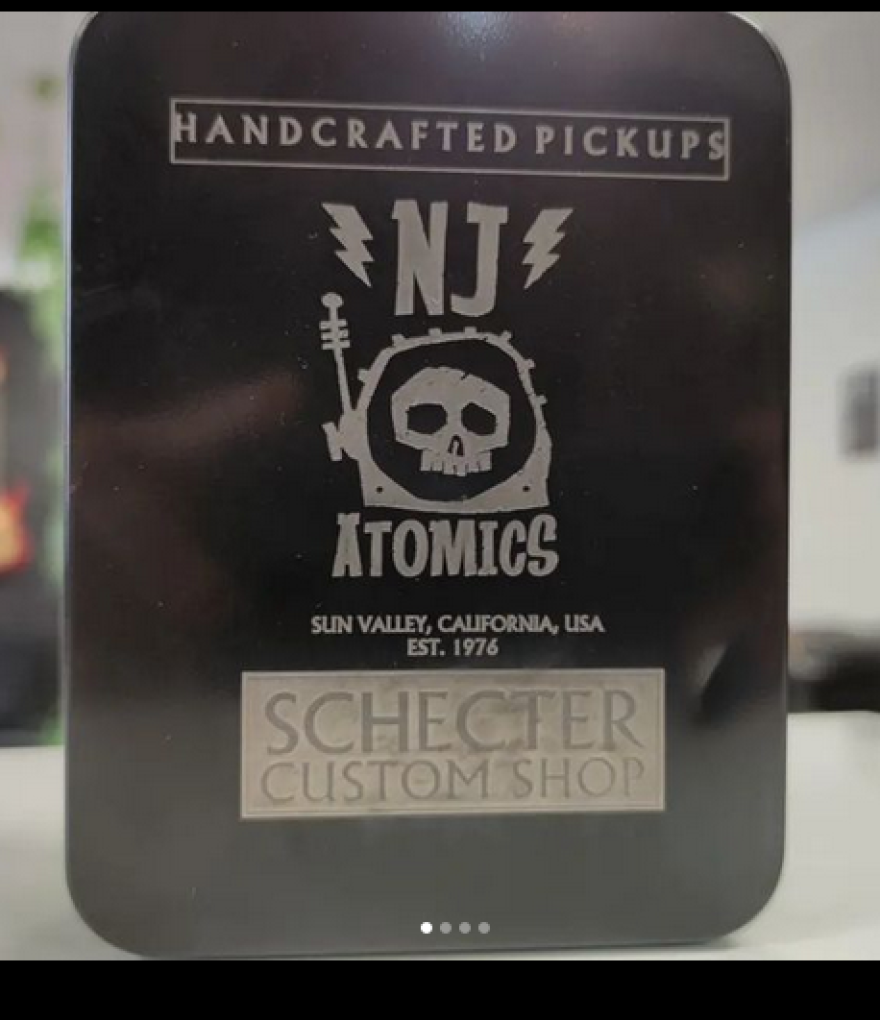 HANDCRAFTED PICKUPS
NJ
ATOMICS
SUN VALLEY, CALIFORNIA, USA
EST. 1976
SCHECTER
CUSTOM SHOP